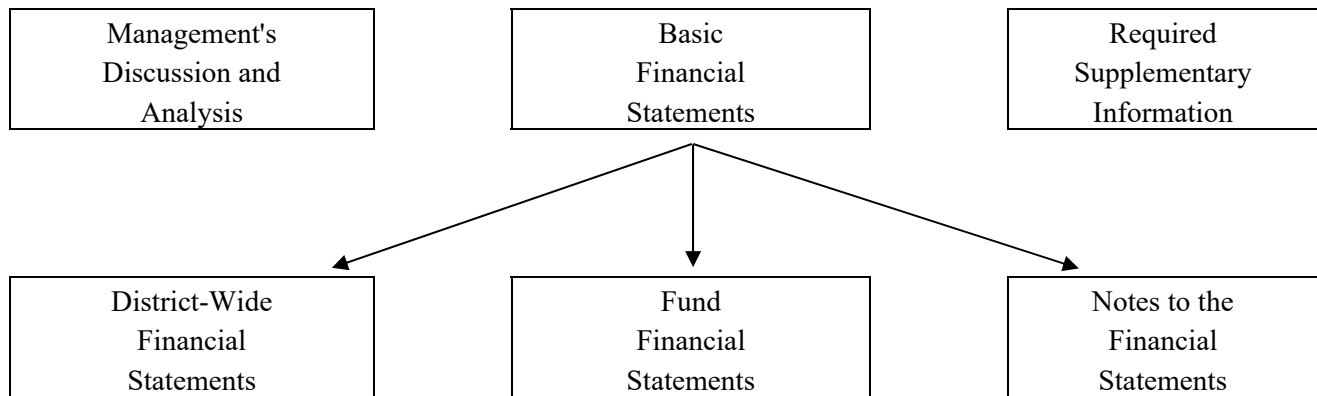 Management's
Discussion and
Analysis
Basic
Financial
Statements
Required
Supplementary
Information
District-Wide
Financial
Statements
Fund
Financial
Statements
Notes to the
Financial
Statements